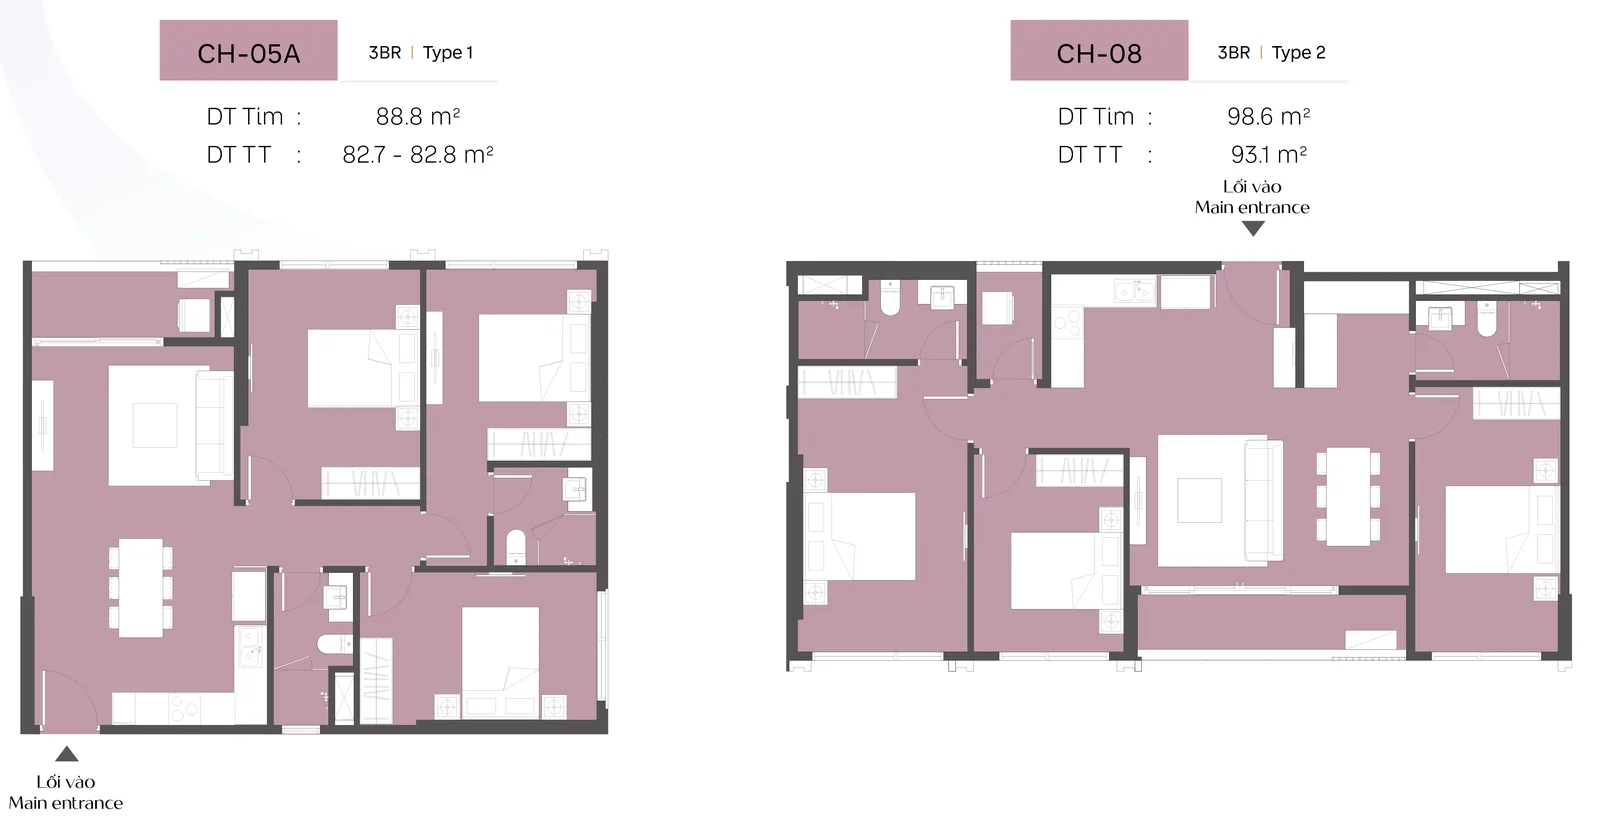 CH-05A
3BR | Type 1
DT Tim : 88.8 m²
DT TT : 82.7 - 82.8 m²
Lối vào
Main entrance
CH-08
3BR | Type 2
DT Tim : 98.6 m²
DT TT : 93.1 m²
Lối vào
Main entrance